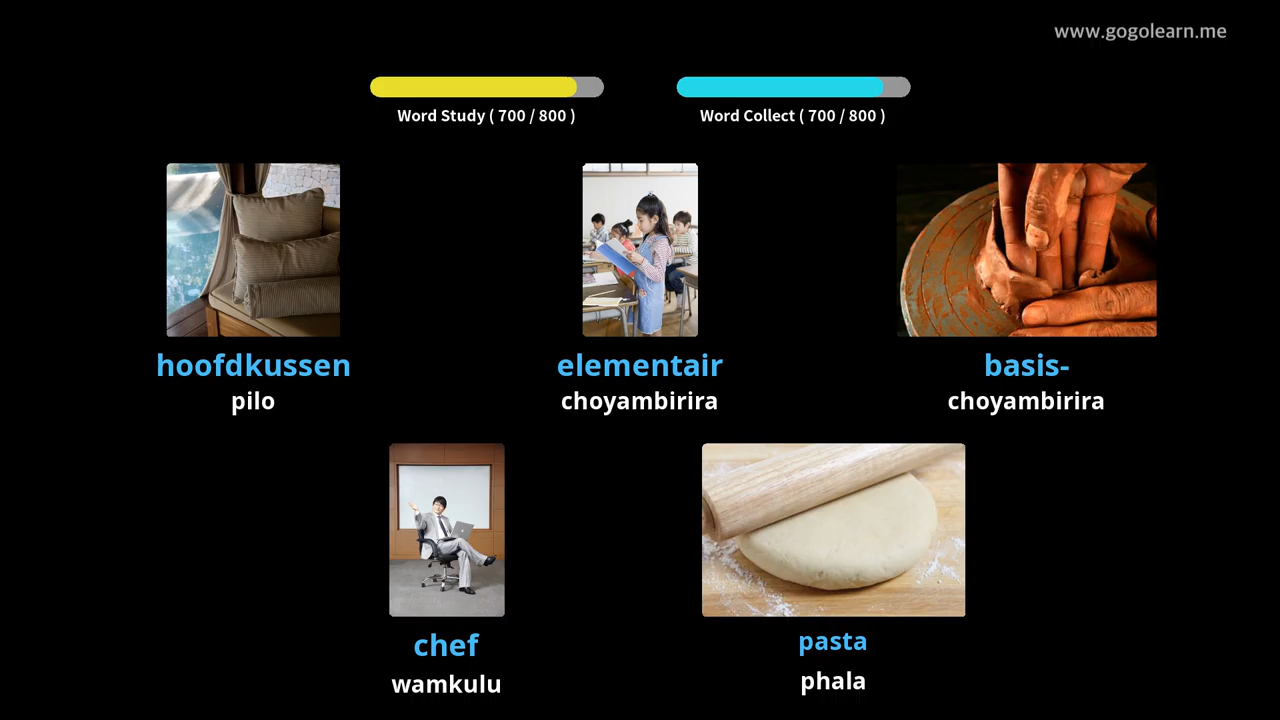 www.gogolearn.me
Word Study ( 700 / 800 )
Word Collect ( 700 / 800 )
hoofdkussen
pilo
elementair
choyambirira
basis-
choyambirira
chef
wamkulu
pasta
phala